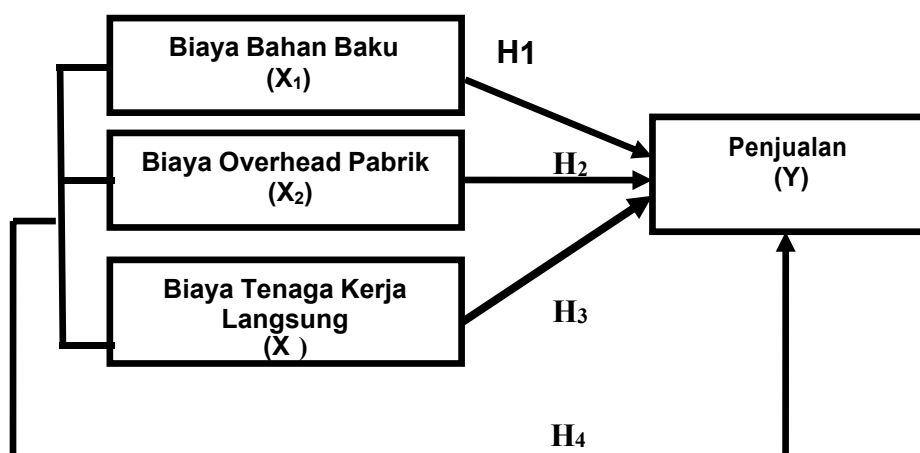 Biaya Bahan Baku
(X₁)
H1
Biaya Overhead Pabrik
(X₂)
H₂
Penjualan
(Y)
Biaya Tenaga Kerja
Langsung
(X )
H₃
H₄